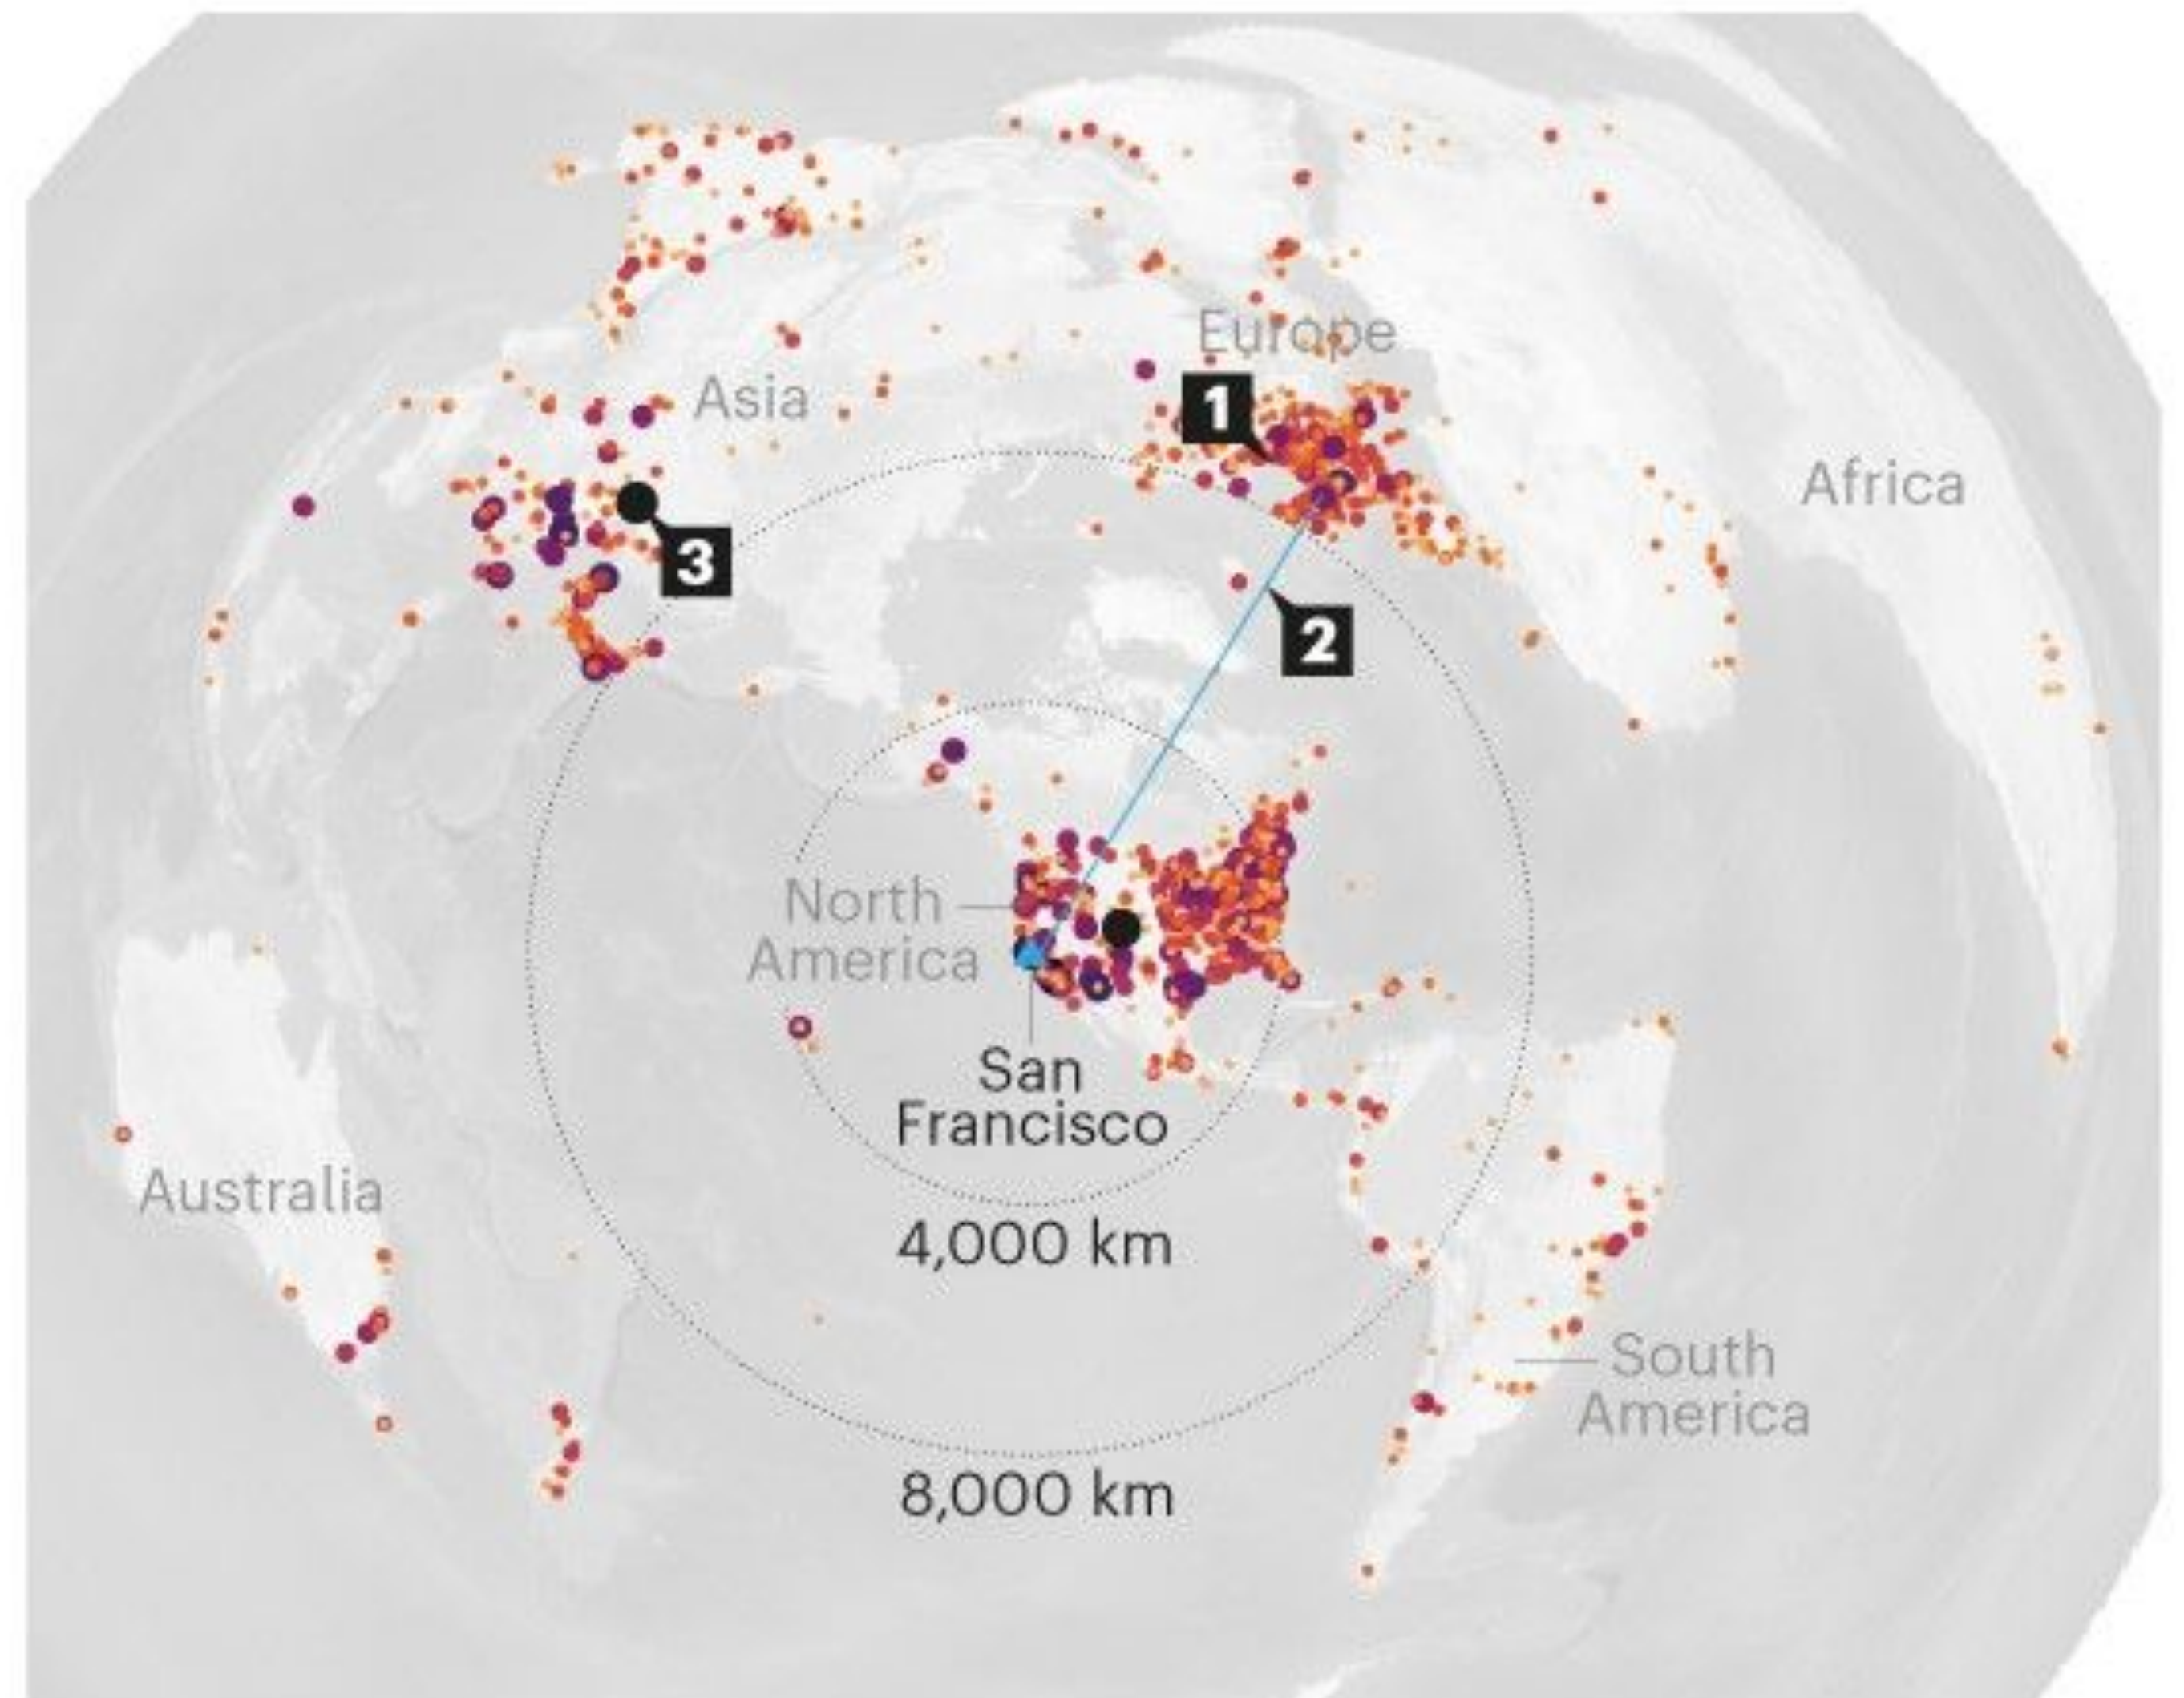 Europe
1
Asia
Africa
3
2
North
America
San
Francisco
Australia
4,000 km
South
America
8,000 km